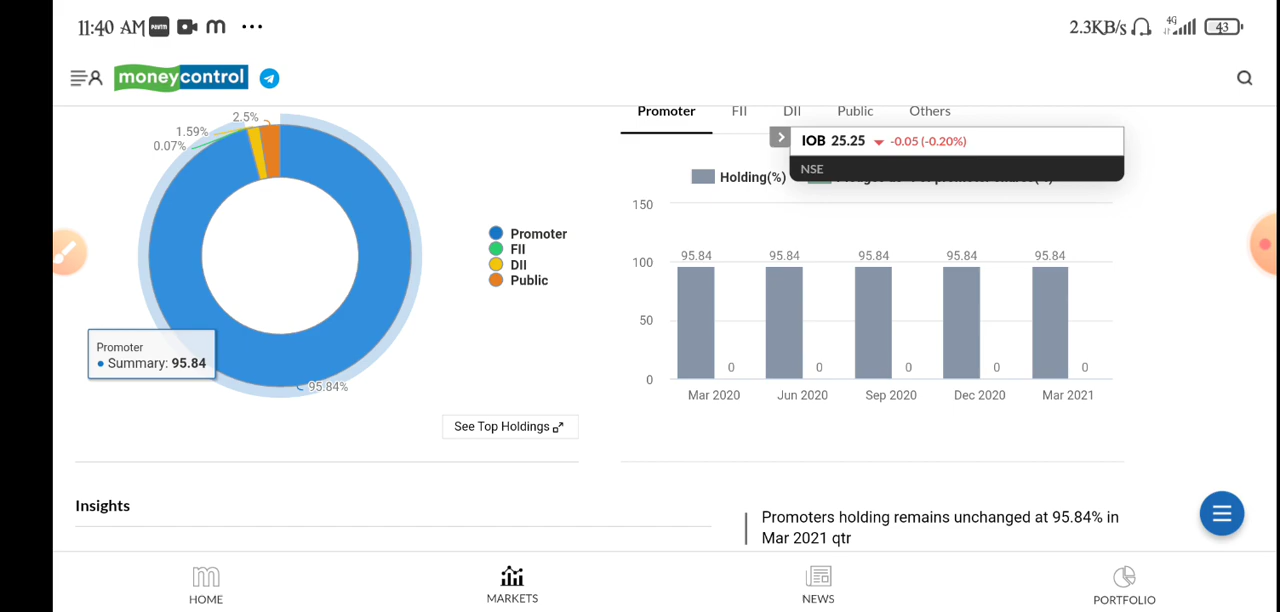 11:40 AM Paytm m ...
2.3KB/s 4G 43
moneycontrol
2.5%
1.59%
0.07%
Promoter
FII
DII
Public
Promoter
Summary: 95.84
95.84%
See Top Holdings
Promoter FII DII Public Others
IOB 25.25 -0.05 (-0.20%)
NSE
Holding(%)
150
100
50
0
95.84 95.84 95.84 95.84 95.84
0 0 0 0 0
Mar 2020 Jun 2020 Sep 2020 Dec 2020 Mar 2021
Insights
Promoters holding remains unchanged at 95.84% in
Mar 2021 qtr
HOME MARKETS NEWS PORTFOLIO